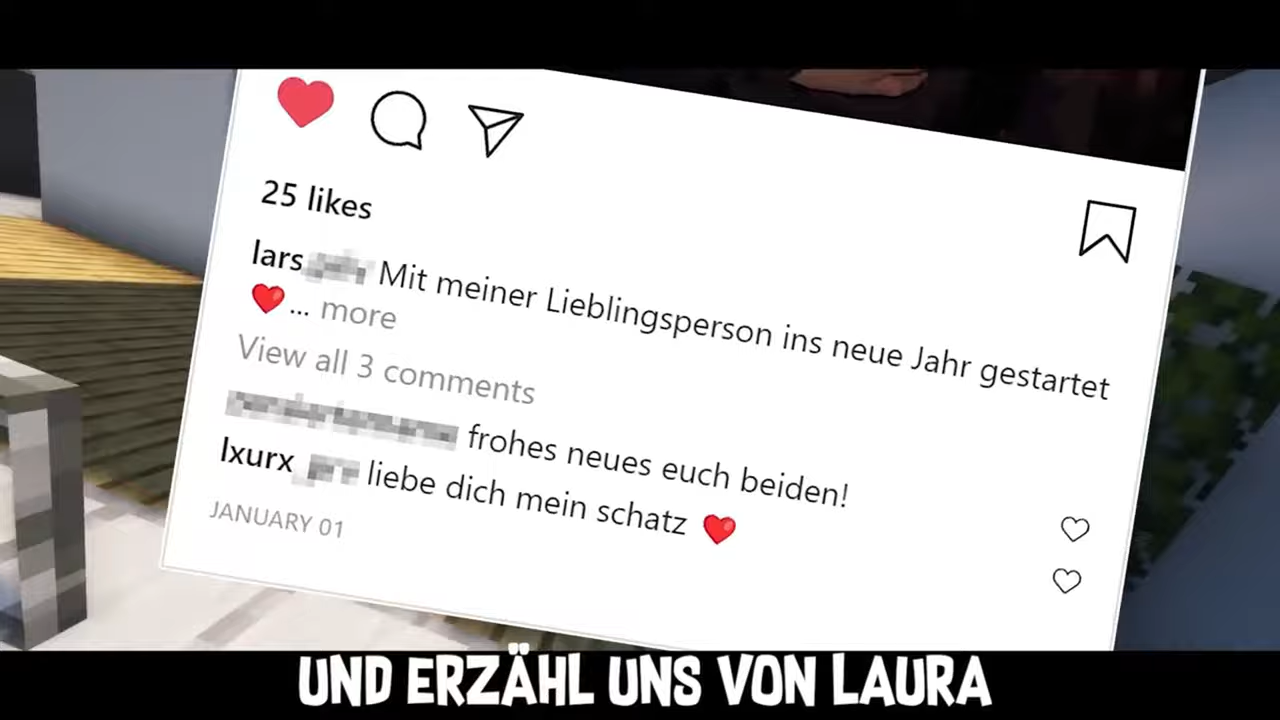 25 likes
lars Mit meiner Lieblingsperson ins neue Jahr gestartet
❤️... more
View all 3 comments
frohes neues euch beiden!
lxurx liebe dich mein schatz ❤️
JANUARY 01
UND ERZÄHL UNS VON LAURA